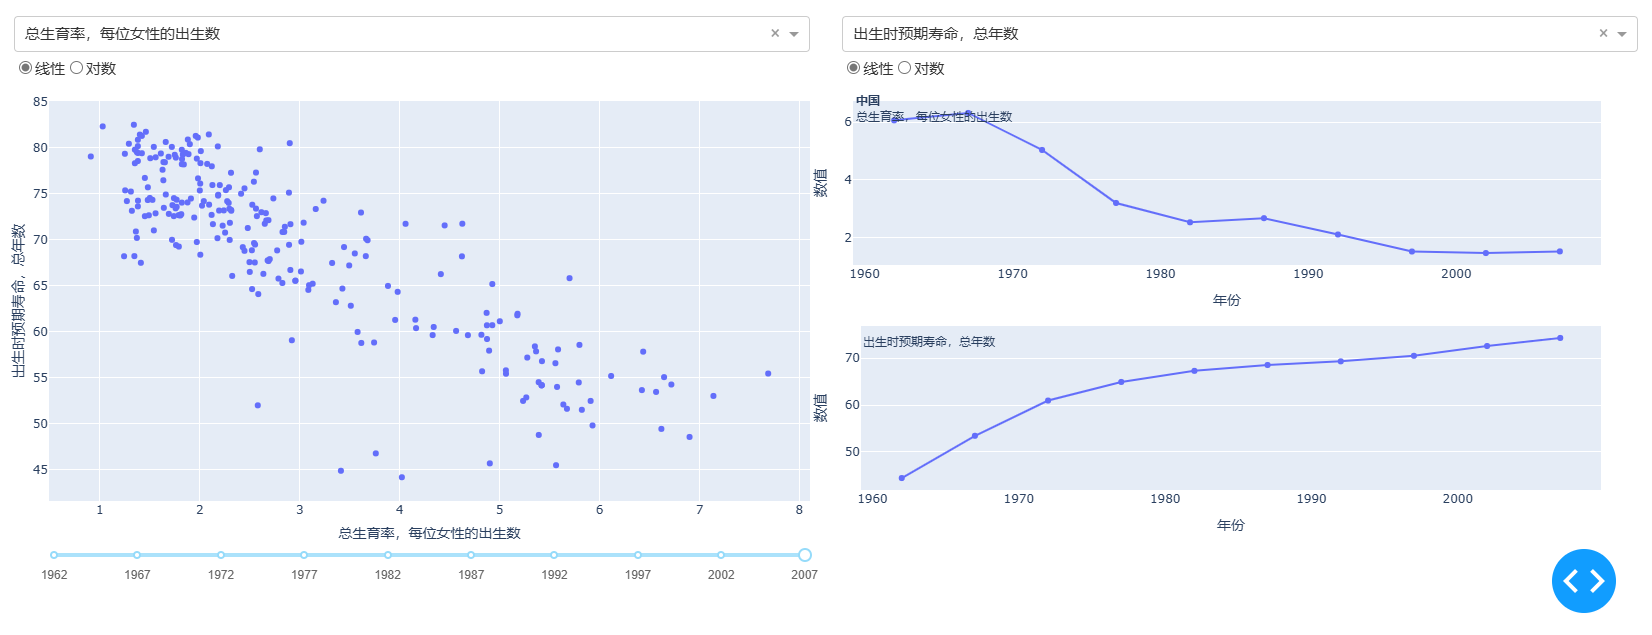 总生育率，每位女性的出生数
×
线性 对数
85
80
75
70
65
60
55
50
45
出生时预期寿命，总年数
1 2 3 4 5 6 7 8
总生育率，每位女性的出生数
1962 1967 1972 1977 1982 1987 1992 1997 2002 2007
出生时预期寿命，总年数
×
线性 对数
中国
总生育率，每位女性的出生数
6
4
2
数值
1960 1970 1980 1990 2000
年份
出生时预期寿命，总年数
70
60
50
数值
1960 1970 1980 1990 2000
年份